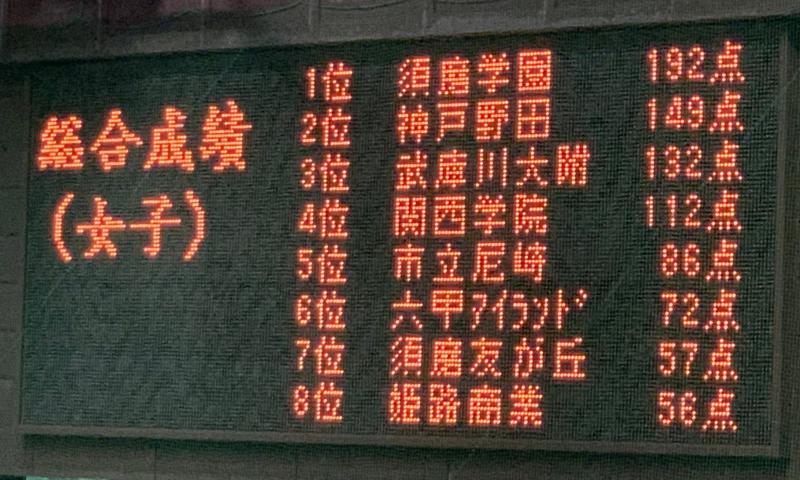 総合成績
(女子)
1位 須磨学園 192点
2位 神戸野田 149点
3位 武庫川大附 132点
4位 関西学院 112点
5位 市立尼崎 86点
6位 六甲ｱｲﾗﾝﾄﾞ 72点
7位 須磨友が丘 57点
8位 姫路商業 56点